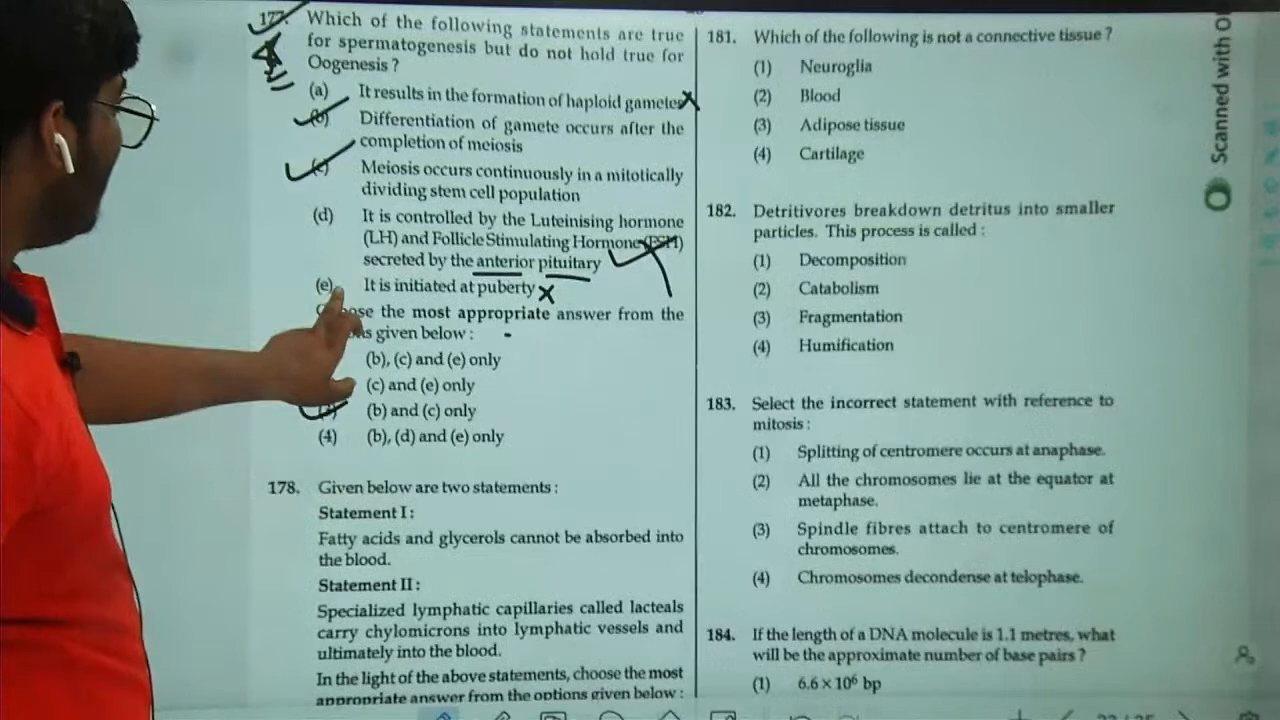 177. Which of the following statements are true
for spermatogenesis but do not hold true for
Oogenesis ?
(a) It results in the formation of haploid gametes
(b) Differentiation of gamete occurs after the
completion of meiosis
(c) Meiosis occurs continuously in a mitotically
dividing stem cell population
(d) It is controlled by the Luteinising hormone
(LH) and Follicle Stimulating Hormone (FSH)
secreted by the anterior pituitary
(e) It is initiated at puberty
the most appropriate answer from the
given below :
(b), (c) and (e) only
(c) and (e) only
(b) and (c) only
(4) (b), (d) and (e) only
178. Given below are two statements :
Statement I :
Fatty acids and glycerols cannot be absorbed into
the blood.
Statement II :
Specialized lymphatic capillaries called lacteals
carry chylomicrons into lymphatic vessels and
ultimately into the blood.
In the light of the above statements, choose the most
appropriate answer from the options given below :
181. Which of the following is not a connective tissue ?
(1) Neuroglia
(2) Blood
(3) Adipose tissue
(4) Cartilage
182. Detritivores breakdown detritus into smaller
particles. This process is called :
(1) Decomposition
(2) Catabolism
(3) Fragmentation
(4) Humification
183. Select the incorrect statement with reference to
mitosis :
(1) Splitting of centromere occurs at anaphase.
(2) All the chromosomes lie at the equator at
metaphase.
(3) Spindle fibres attach to centromere of
chromosomes.
(4) Chromosomes decondense at telophase.
184. If the length of a DNA molecule is 1.1 metres, what
will be the approximate number of base pairs ?
(1) 6.6 × 10⁶ bp
Scanned with O